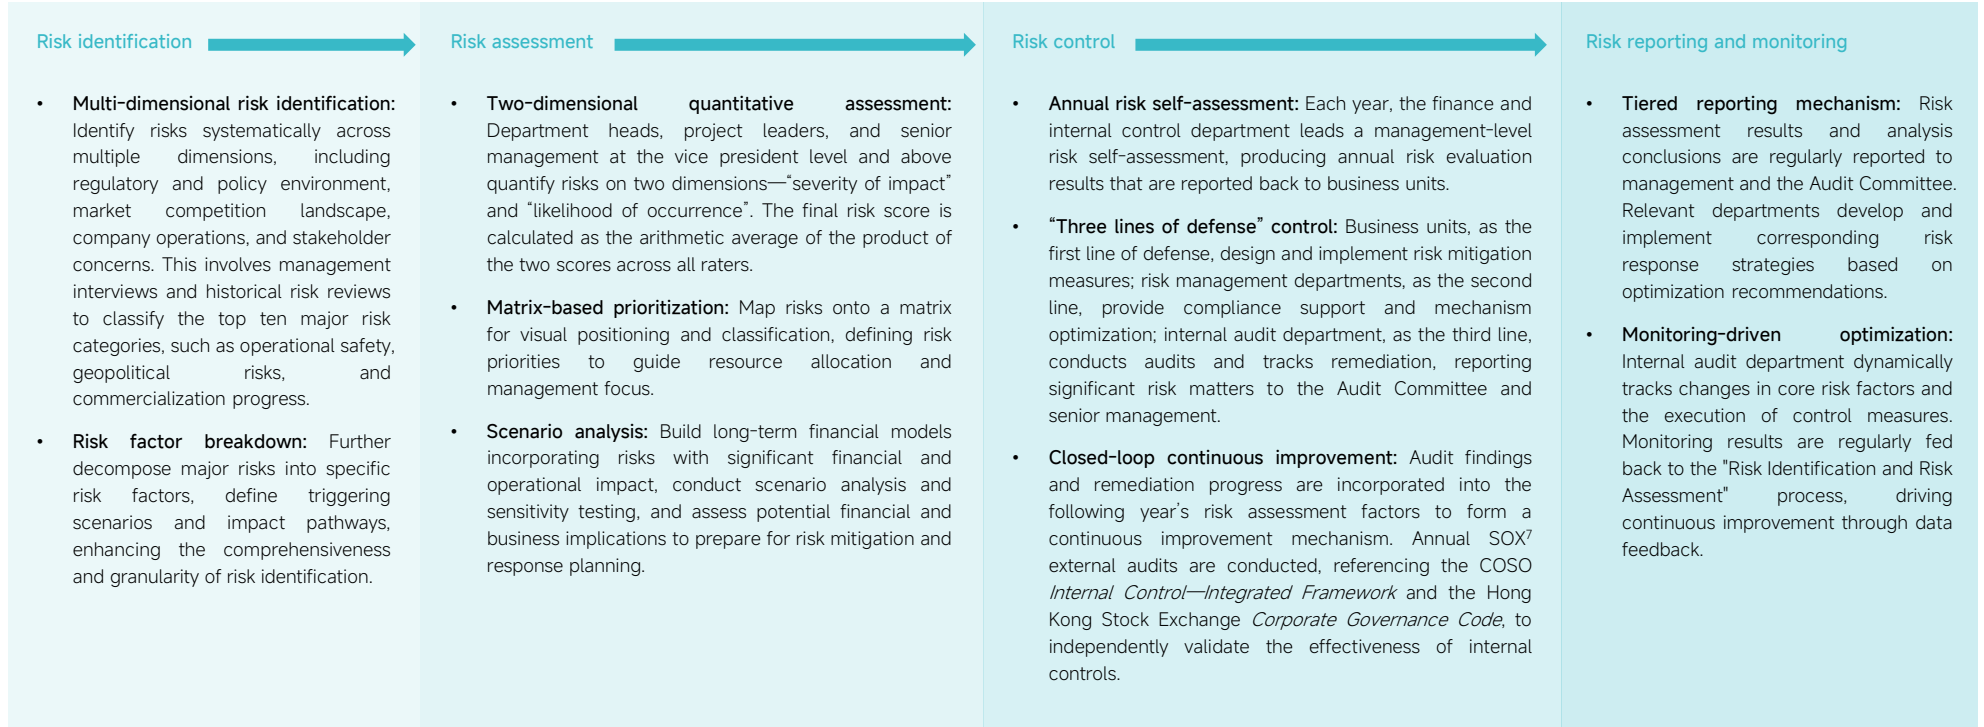 Risk identification
• Multi-dimensional risk identification:
Identify risks systematically across
multiple dimensions, including
regulatory and policy environment,
market competition landscape,
company operations, and stakeholder
concerns. This involves management
interviews and historical risk reviews
to classify the top ten major risk
categories, such as operational safety,
geopolitical risks, and
commercialization progress.
• Risk factor breakdown: Further
decompose major risks into specific
risk factors, define triggering
scenarios and impact pathways,
enhancing the comprehensiveness
and granularity of risk identification.
Risk assessment
• Two-dimensional quantitative assessment:
Department heads, project leaders, and senior
management at the vice president level and above
quantify risks on two dimensions—“severity of impact”
and “likelihood of occurrence”. The final risk score is
calculated as the arithmetic average of the product of
the two scores across all raters.
• Matrix-based prioritization: Map risks onto a matrix
for visual positioning and classification, defining risk
priorities to guide resource allocation and
management focus.
• Scenario analysis: Build long-term financial models
incorporating risks with significant financial and
operational impact, conduct scenario analysis and
sensitivity testing, and assess potential financial and
business implications to prepare for risk mitigation and
response planning.
Risk control
• Annual risk self-assessment: Each year, the finance and
internal control department leads a management-level
risk self-assessment, producing annual risk evaluation
results that are reported back to business units.
• “Three lines of defense” control: Business units, as the
first line of defense, design and implement risk mitigation
measures; risk management departments, as the second
line, provide compliance support and mechanism
optimization; internal audit department, as the third line,
conducts audits and tracks remediation, reporting
significant risk matters to the Audit Committee and
senior management.
• Closed-loop continuous improvement: Audit findings
and remediation progress are incorporated into the
following year’s risk assessment factors to form a
continuous improvement mechanism. Annual SOX⁷
external audits are conducted, referencing the COSO
Internal Control—Integrated Framework and the Hong
Kong Stock Exchange Corporate Governance Code, to
independently validate the effectiveness of internal
controls.
Risk reporting and monitoring
• Tiered reporting mechanism: Risk
assessment results and analysis
conclusions are regularly reported to
management and the Audit Committee.
Relevant departments develop and
implement corresponding risk
response strategies based on
optimization recommendations.
• Monitoring-driven optimization:
Internal audit department dynamically
tracks changes in core risk factors and
the execution of control measures.
Monitoring results are regularly fed
back to the "Risk Identification and Risk
Assessment" process, driving
continuous improvement through data
feedback.